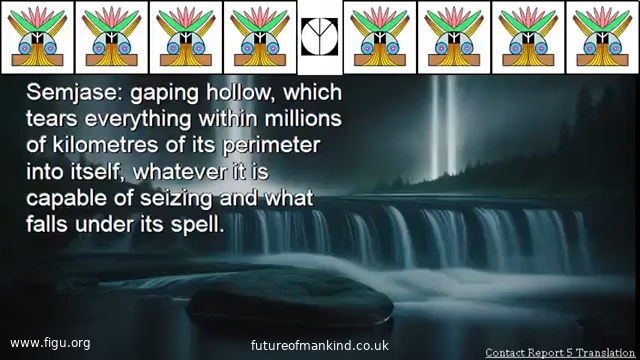 Semjase: gaping hollow, which
tears everything within millions
of kilometres of its perimeter
into itself, whatever it is
capable of seizing and what
falls under its spell.
www.figu.org
futureofmankind.co.uk
Contact Report 5 Translation